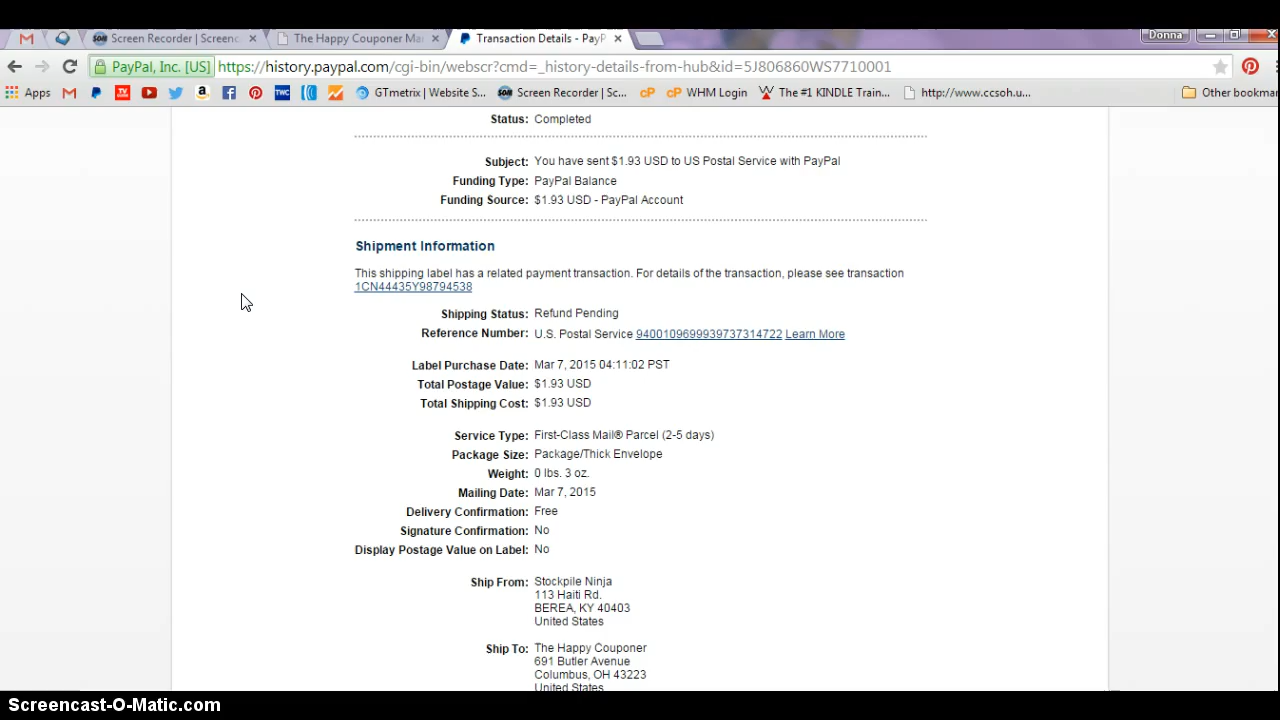 Donna
Screen Recorder | Screenc
The Happy Couponer Ma
Transaction Details - PayP
PayPal, Inc. [US] https://history.paypal.com/cgi-bin/webscr?cmd=_history-details-from-hub&id=5J806860WS7710001
Apps
GTmetrix | Website S...
Screen Recorder | Sc...
cP
cP WHM Login
The #1 KINDLE Train...
http://www.ccsoh.u...
Other bookmar
Status: Completed
Subject: You have sent $1.93 USD to US Postal Service with PayPal
Funding Type: PayPal Balance
Funding Source: $1.93 USD - PayPal Account
Shipment Information
This shipping label has a related payment transaction. For details of the transaction, please see transaction
1CN44435Y98794538
Shipping Status: Refund Pending
Reference Number: U.S. Postal Service 9400109699939737314722 Learn More
Label Purchase Date: Mar 7, 2015 04:11:02 PST
Total Postage Value: $1.93 USD
Total Shipping Cost: $1.93 USD
Service Type: First-Class Mail® Parcel (2-5 days)
Package Size: Package/Thick Envelope
Weight: 0 lbs. 3 oz.
Mailing Date: Mar 7, 2015
Delivery Confirmation: Free
Signature Confirmation: No
Display Postage Value on Label: No
Ship From: Stockpile Ninja
113 Haiti Rd.
BEREA, KY 40403
United States
Ship To: The Happy Couponer
691 Butler Avenue
Columbus, OH 43223
United States
Screencast-O-Matic.com